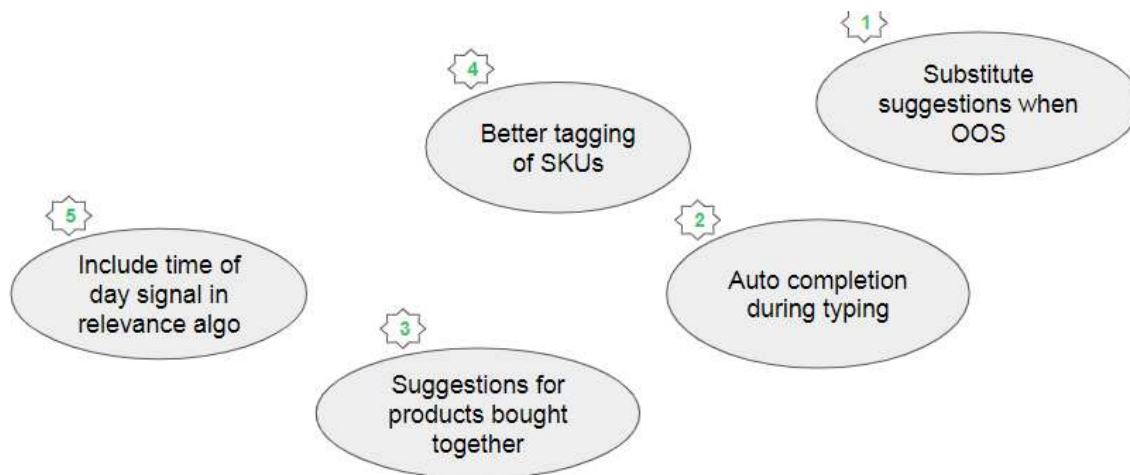 1
Substitute
suggestions when
OOS
4
Better tagging
of SKUs
2
Auto completion
during typing
5
Include time of
day signal in
relevance algo
3
Suggestions for
products bought
together